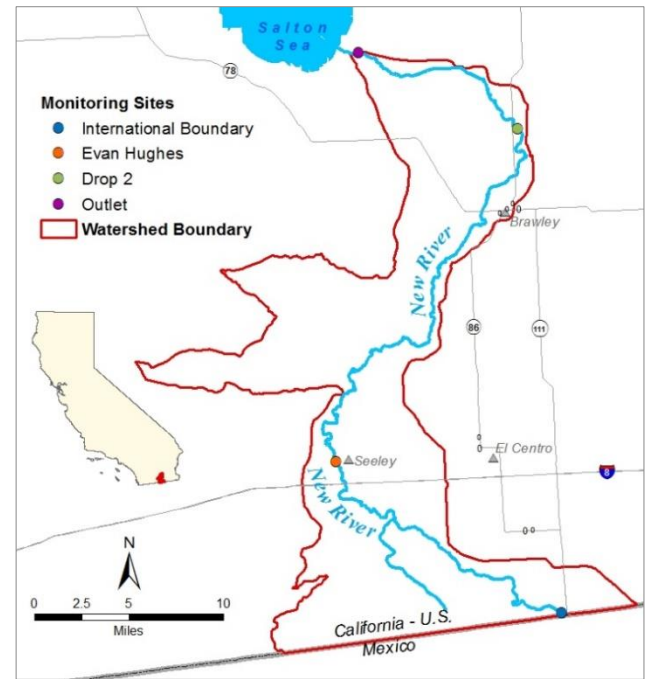 Salton
Sea
78
Monitoring Sites
International Boundary
Evan Hughes
Drop 2
Outlet
Watershed Boundary
Brawley
New River
86
111
El Centro
Seeley
8
New River
N
0 2.5 5 10
Miles
California - U.S.
Mexico